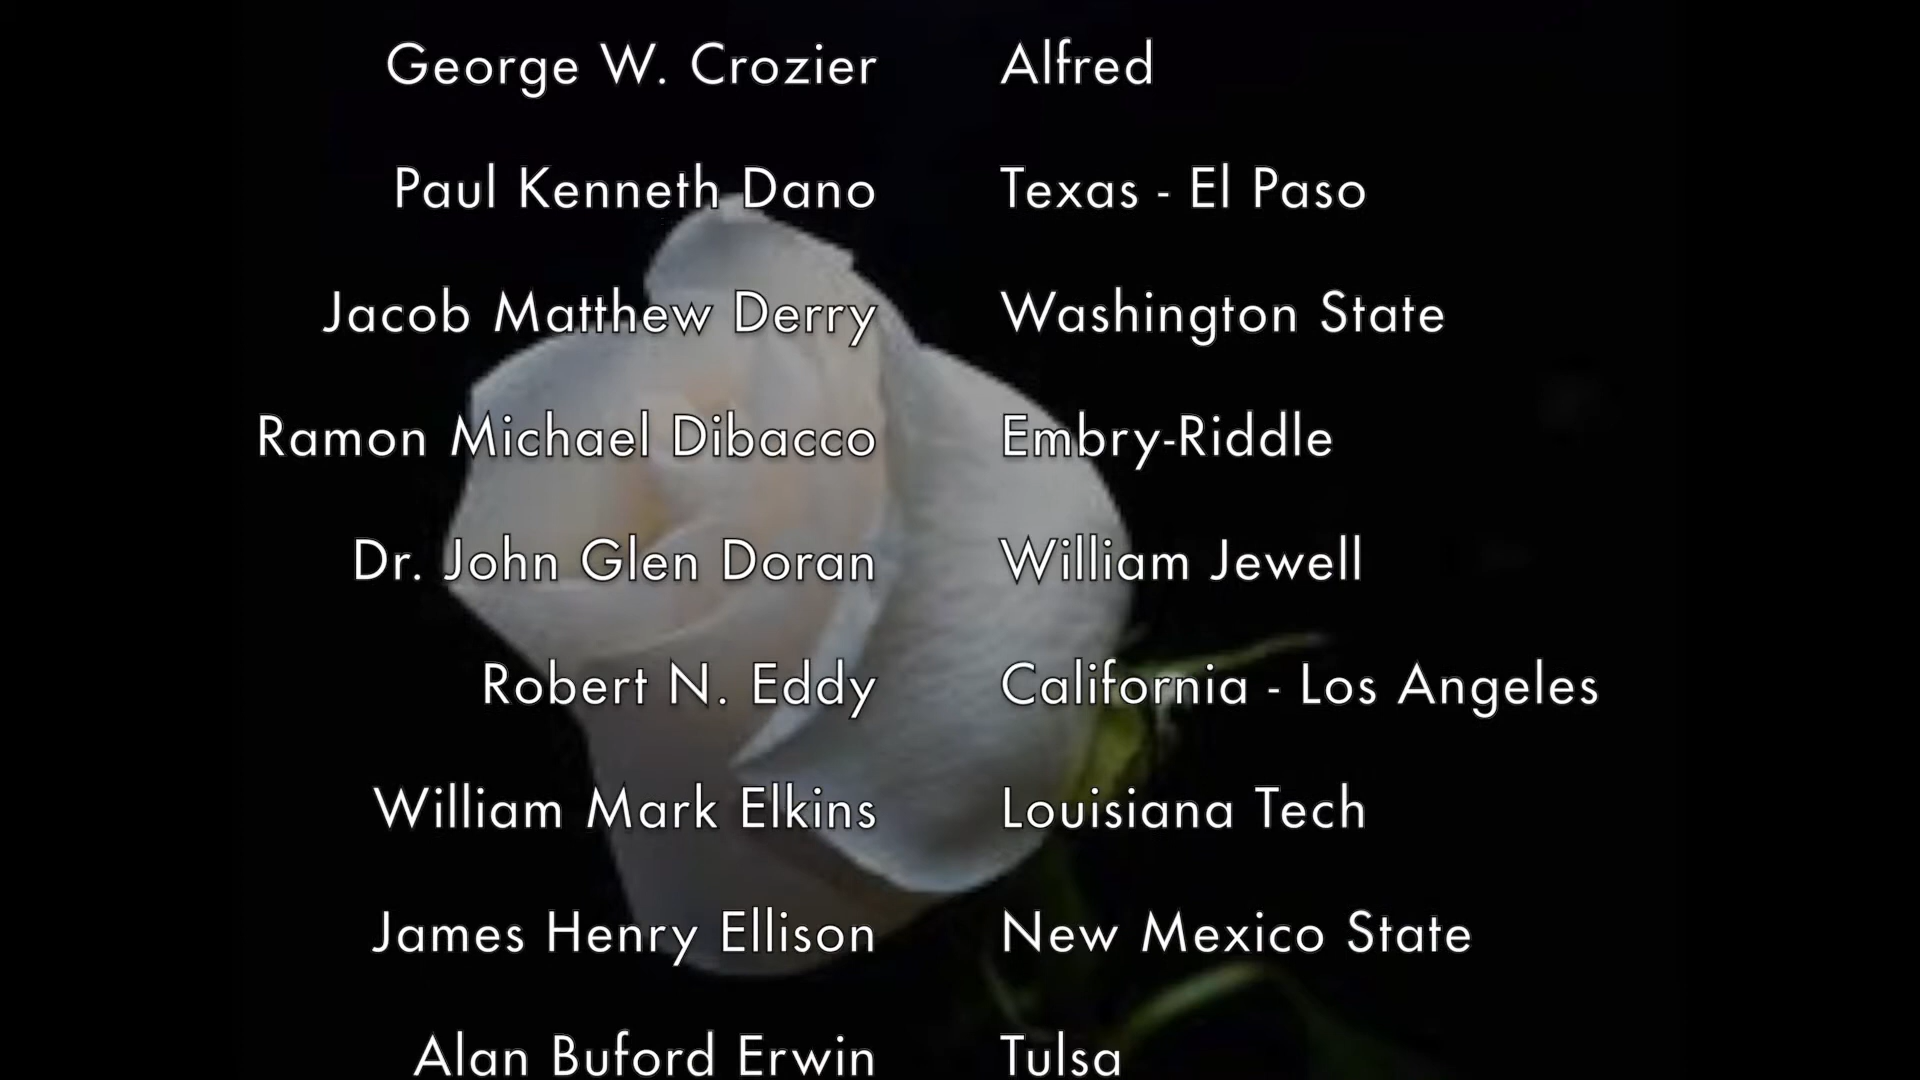 George W. Crozier Alfred
Paul Kenneth Dano Texas - El Paso
Jacob Matthew Derry Washington State
Ramon Michael Dibacco Embry-Riddle
Dr. John Glen Doran William Jewell
Robert N. Eddy California - Los Angeles
William Mark Elkins Louisiana Tech
James Henry Ellison New Mexico State
Alan Buford Erwin Tulsa